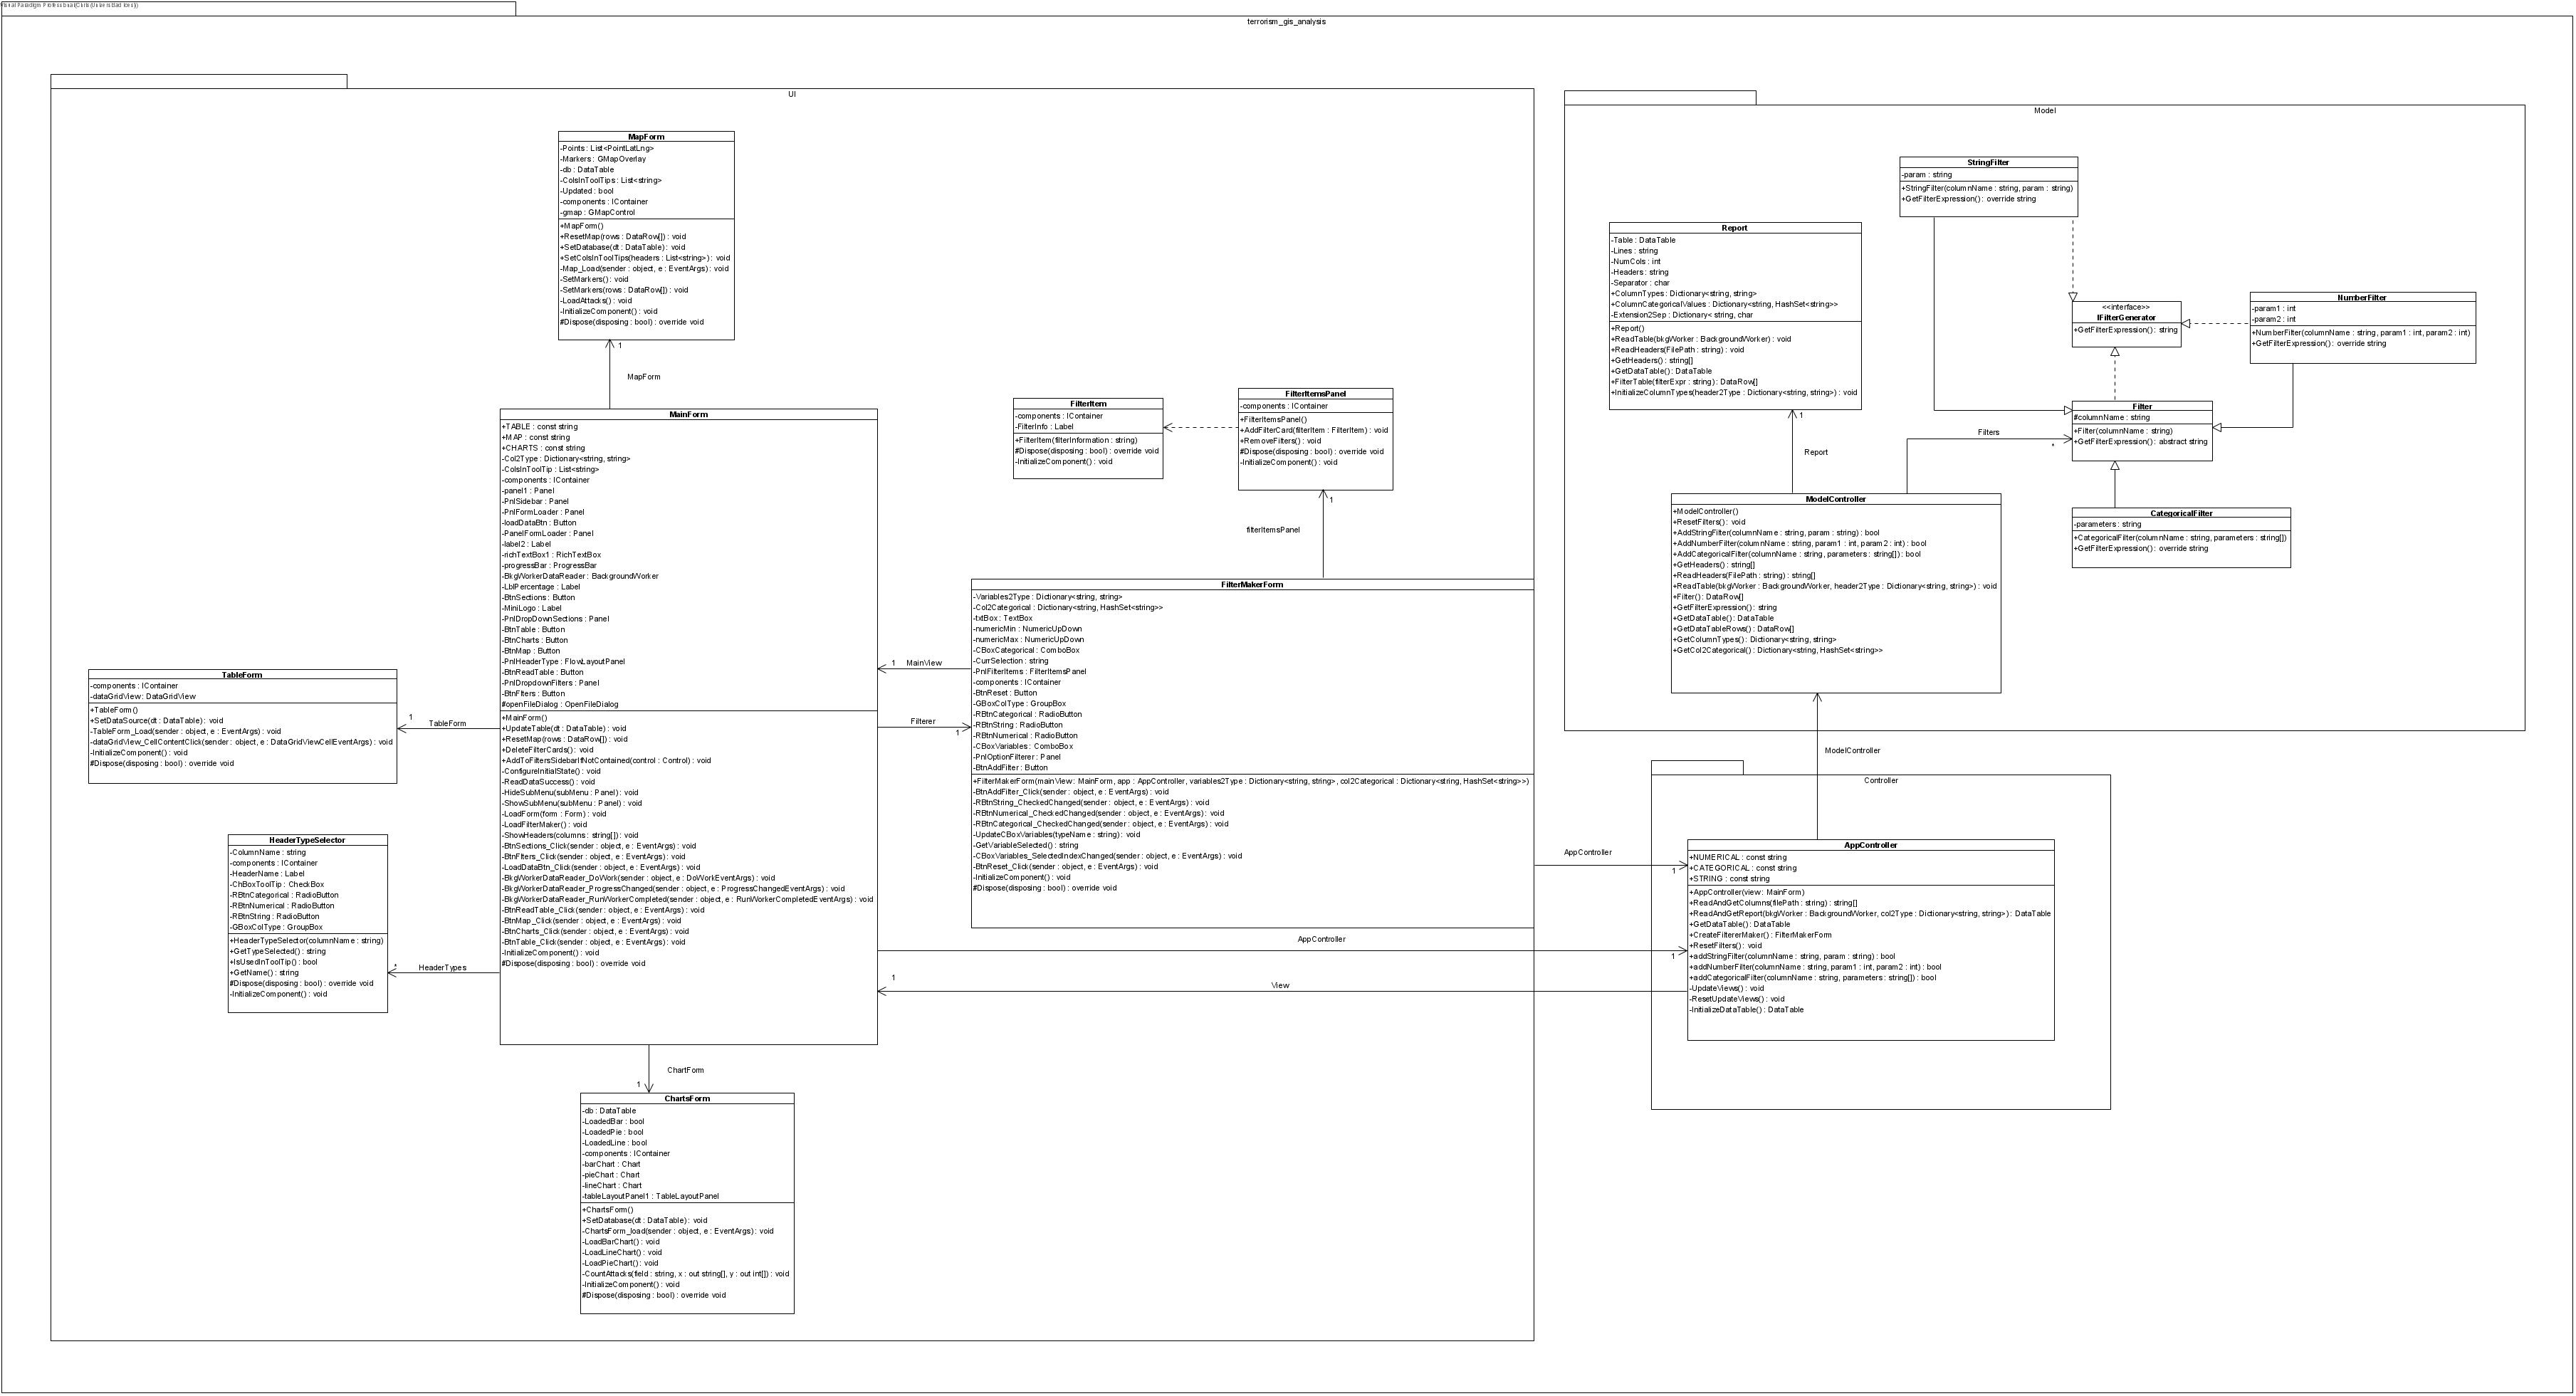 Visual Paradigm Professional(Chris(Universidad Icesi))
terrorism_gis_analysis
UI
MapForm
-Points : List<PointLatLng>
-Markers : GMapOverlay
-db : DataTable
-ColsInToolTips : List<string>
-Updated : bool
-components : IContainer
-gmap : GMapControl
+MapForm()
+ResetMap(rows : DataRow[]) : void
+SetDatabase(dt : DataTable) : void
+SetColsInToolTips(headers : List<string>) : void
-Map_Load(sender : object, e : EventArgs) : void
-SetMarkers() : void
-SetMarkers(rows : DataRow[]) : void
-LoadAttacks() : void
-InitializeComponent() : void
#Dispose(disposing : bool) : override void
1
MapForm
MainForm
+TABLE : const string
+MAP : const string
+CHARTS : const string
-Col2Type : Dictionary<string, string>
-ColsInToolTip : List<string>
-components : IContainer
-panel1 : Panel
-PnlSidebar : Panel
-PnlFormLoader : Panel
-loadDataBtn : Button
-PanelFormLoader : Panel
-label2 : Label
-richTextBox1 : RichTextBox
-progressBar : ProgressBar
-BkgWorkerDataReader : BackgroundWorker
-LblPercentage : Label
-BtnSections : Button
-MiniLogo : Label
-PnlDropDownSections : Panel
-BtnTable : Button
-BtnCharts : Button
-BtnMap : Button
-PnlHeaderType : FlowLayoutPanel
-BtnReadTable : Button
-PnlDropdownFilters : Panel
-BtnFlters : Button
#openFileDialog : OpenFileDialog
+MainForm()
+UpdateTable(dt : DataTable) : void
+ResetMap(rows : DataRow[]) : void
+DeleteFilterCards() : void
+AddToFiltersSidebarIfNotContained(control : Control) : void
-ConfigureInitialState() : void
-ReadDataSuccess() : void
-HideSubMenu(subMenu : Panel) : void
-ShowSubMenu(subMenu : Panel) : void
-LoadForm(form : Form) : void
-LoadFilterMaker() : void
-ShowHeaders(columns : string[]) : void
-BtnSections_Click(sender : object, e : EventArgs) : void
-BtnFlters_Click(sender : object, e : EventArgs) : void
-LoadDataBtn_Click(sender : object, e : EventArgs) : void
-BkgWorkerDataReader_DoWork(sender : object, e : DoWorkEventArgs) : void
-BkgWorkerDataReader_ProgressChanged(sender : object, e : ProgressChangedEventArgs) : void
-BkgWorkerDataReader_RunWorkerCompleted(sender : object, e : RunWorkerCompletedEventArgs) : void
-BtnReadTable_Click(sender : object, e : EventArgs) : void
-BtnMap_Click(sender : object, e : EventArgs) : void
-BtnCharts_Click(sender : object, e : EventArgs) : void
-BtnTable_Click(sender : object, e : EventArgs) : void
-InitializeComponent() : void
#Dispose(disposing : bool) : override void
TableForm
-components : IContainer
-dataGridView : DataGridView
+TableForm()
+SetDataSource(dt : DataTable) : void
-TableForm_Load(sender : object, e : EventArgs) : void
-dataGridView_CellContentClick(sender : object, e : DataGridViewCellEventArgs) : void
-InitializeComponent() : void
#Dispose(disposing : bool) : override void
1
TableForm
HeaderTypeSelector
-ColumnName : string
-components : IContainer
-HeaderName : Label
-ChBoxToolTip : CheckBox
-RBtnCategorical : RadioButton
-RBtnNumerical : RadioButton
-RBtnString : RadioButton
-GBoxColType : GroupBox
+HeaderTypeSelector(columnName : string)
+GetTypeSelected() : string
+IsUsedInToolTip() : bool
+GetName() : string
#Dispose(disposing : bool) : override void
-InitializeComponent() : void
*
HeaderTypes
ChartForm
1
ChartsForm
-db : DataTable
-LoadedBar : bool
-LoadedPie : bool
-LoadedLine : bool
-components : IContainer
-barChart : Chart
-pieChart : Chart
-lineChart : Chart
-tableLayoutPanel1 : TableLayoutPanel
+ChartsForm()
+SetDatabase(dt : DataTable) : void
-ChartsForm_load(sender : object, e : EventArgs) : void
-LoadBarChart() : void
-LoadLineChart() : void
-LoadPieChart() : void
-CountAttacks(field : string, x : out string[], y : out int[]) : void
-InitializeComponent() : void
#Dispose(disposing : bool) : override void
FilterItem
-components : IContainer
-FilterInfo : Label
+FilterItem(filterInformation : string)
#Dispose(disposing : bool) : override void
-InitializeComponent() : void
FilterItemsPanel
-components : IContainer
+FilterItemsPanel()
+AddFilterCard(filterItem : FilterItem) : void
+RemoveFilters() : void
#Dispose(disposing : bool) : override void
-InitializeComponent() : void
1
filterItemsPanel
FilterMakerForm
-Variables2Type : Dictionary<string, string>
-Col2Categorical : Dictionary<string, HashSet<string>>
-txtBox : TextBox
-numericMin : NumericUpDown
-numericMax : NumericUpDown
-CBoxCategorical : ComboBox
-CurrSelection : string
-PnlFilterItems : FilterItemsPanel
-components : IContainer
-BtnReset : Button
-GBoxColType : GroupBox
-RBtnCategorical : RadioButton
-RBtnString : RadioButton
-RBtnNumerical : RadioButton
-CBoxVariables : ComboBox
-PnlOptionFilterer : Panel
-BtnAddFilter : Button
+FilterMakerForm(mainView : MainForm, app : AppController, variables2Type : Dictionary<string, string>, col2Categorical : Dictionary<string, HashSet<string>>)
-BtnAddFilter_Click(sender : object, e : EventArgs) : void
-RBtnString_CheckedChanged(sender : object, e : EventArgs) : void
-RBtnNumerical_CheckedChanged(sender : object, e : EventArgs) : void
-RBtnCategorical_CheckedChanged(sender : object, e : EventArgs) : void
-UpdateCBoxVariables(typeName : string) : void
-GetVariableSelected() : string
-CBoxVariables_SelectedIndexChanged(sender : object, e : EventArgs) : void
-BtnReset_Click(sender : object, e : EventArgs) : void
-InitializeComponent() : void
#Dispose(disposing : bool) : override void
1
MainView
Filterer
1
AppController
1
AppController
1
1
View
Model
Report
-Table : DataTable
-Lines : string
-NumCols : int
-Headers : string
-Separator : char
+ColumnTypes : Dictionary<string, string>
+ColumnCategoricalValues : Dictionary<string, HashSet<string>>
-Extension2Sep : Dictionary< string, char
+Report()
+ReadTable(bkgWorker : BackgroundWorker) : void
+ReadHeaders(FilePath : string) : void
+GetHeaders() : string[]
+GetDataTable() : DataTable
+FilterTable(filterExpr : string) : DataRow[]
+InitializeColumnTypes(header2Type : Dictionary<string, string>) : void
1
Report
StringFilter
-param : string
+StringFilter(columnName : string, param : string)
+GetFilterExpression() : override string
<<interface>>
IFilterGenerator
+GetFilterExpression() : string
NumberFilter
-param1 : int
-param2 : int
+NumberFilter(columnName : string, param1 : int, param2 : int)
+GetFilterExpression() : override string
Filter
#columnName : string
+Filter(columnName : string)
+GetFilterExpression() : abstract string
Filters
*
CategoricalFilter
-parameters : string
+CategoricalFilter(columnName : string, parameters : string[])
+GetFilterExpression() : override string
ModelController
+ModelController()
+ResetFilters() : void
+AddStringFilter(columnName : string, param : string) : bool
+AddNumberFilter(columnName : string, param1 : int, param2 : int) : bool
+AddCategoricalFilter(columnName : string, parameters : string[]) : bool
+GetHeaders() : string[]
+ReadHeaders(FilePath : string) : string[]
+ReadTable(bkgWorker : BackgroundWorker, header2Type : Dictionary<string, string>) : void
+Filter() : DataRow[]
+GetFilterExpression() : string
+GetDataTable() : DataTable
+GetDataTableRows() : DataRow[]
+GetColumnTypes() : Dictionary<string, string>
+GetCol2Categorical() : Dictionary<string, HashSet<string>>
ModelController
Controller
AppController
+NUMERICAL : const string
+CATEGORICAL : const string
+STRING : const string
+AppController(view : MainForm)
+ReadAndGetColumns(filePath : string) : string[]
+ReadAndGetReport(bkgWorker : BackgroundWorker, col2Type : Dictionary<string, string>) : DataTable
+GetDataTable() : DataTable
+CreateFiltererMaker() : FilterMakerForm
+ResetFilters() : void
+addStringFilter(columnName : string, param : string) : bool
+addNumberFilter(columnName : string, param1 : int, param2 : int) : bool
+addCategoricalFilter(columnName : string, parameters : string[]) : bool
-UpdateViews() : void
-ResetUpdateViews() : void
-InitializeDataTable() : DataTable